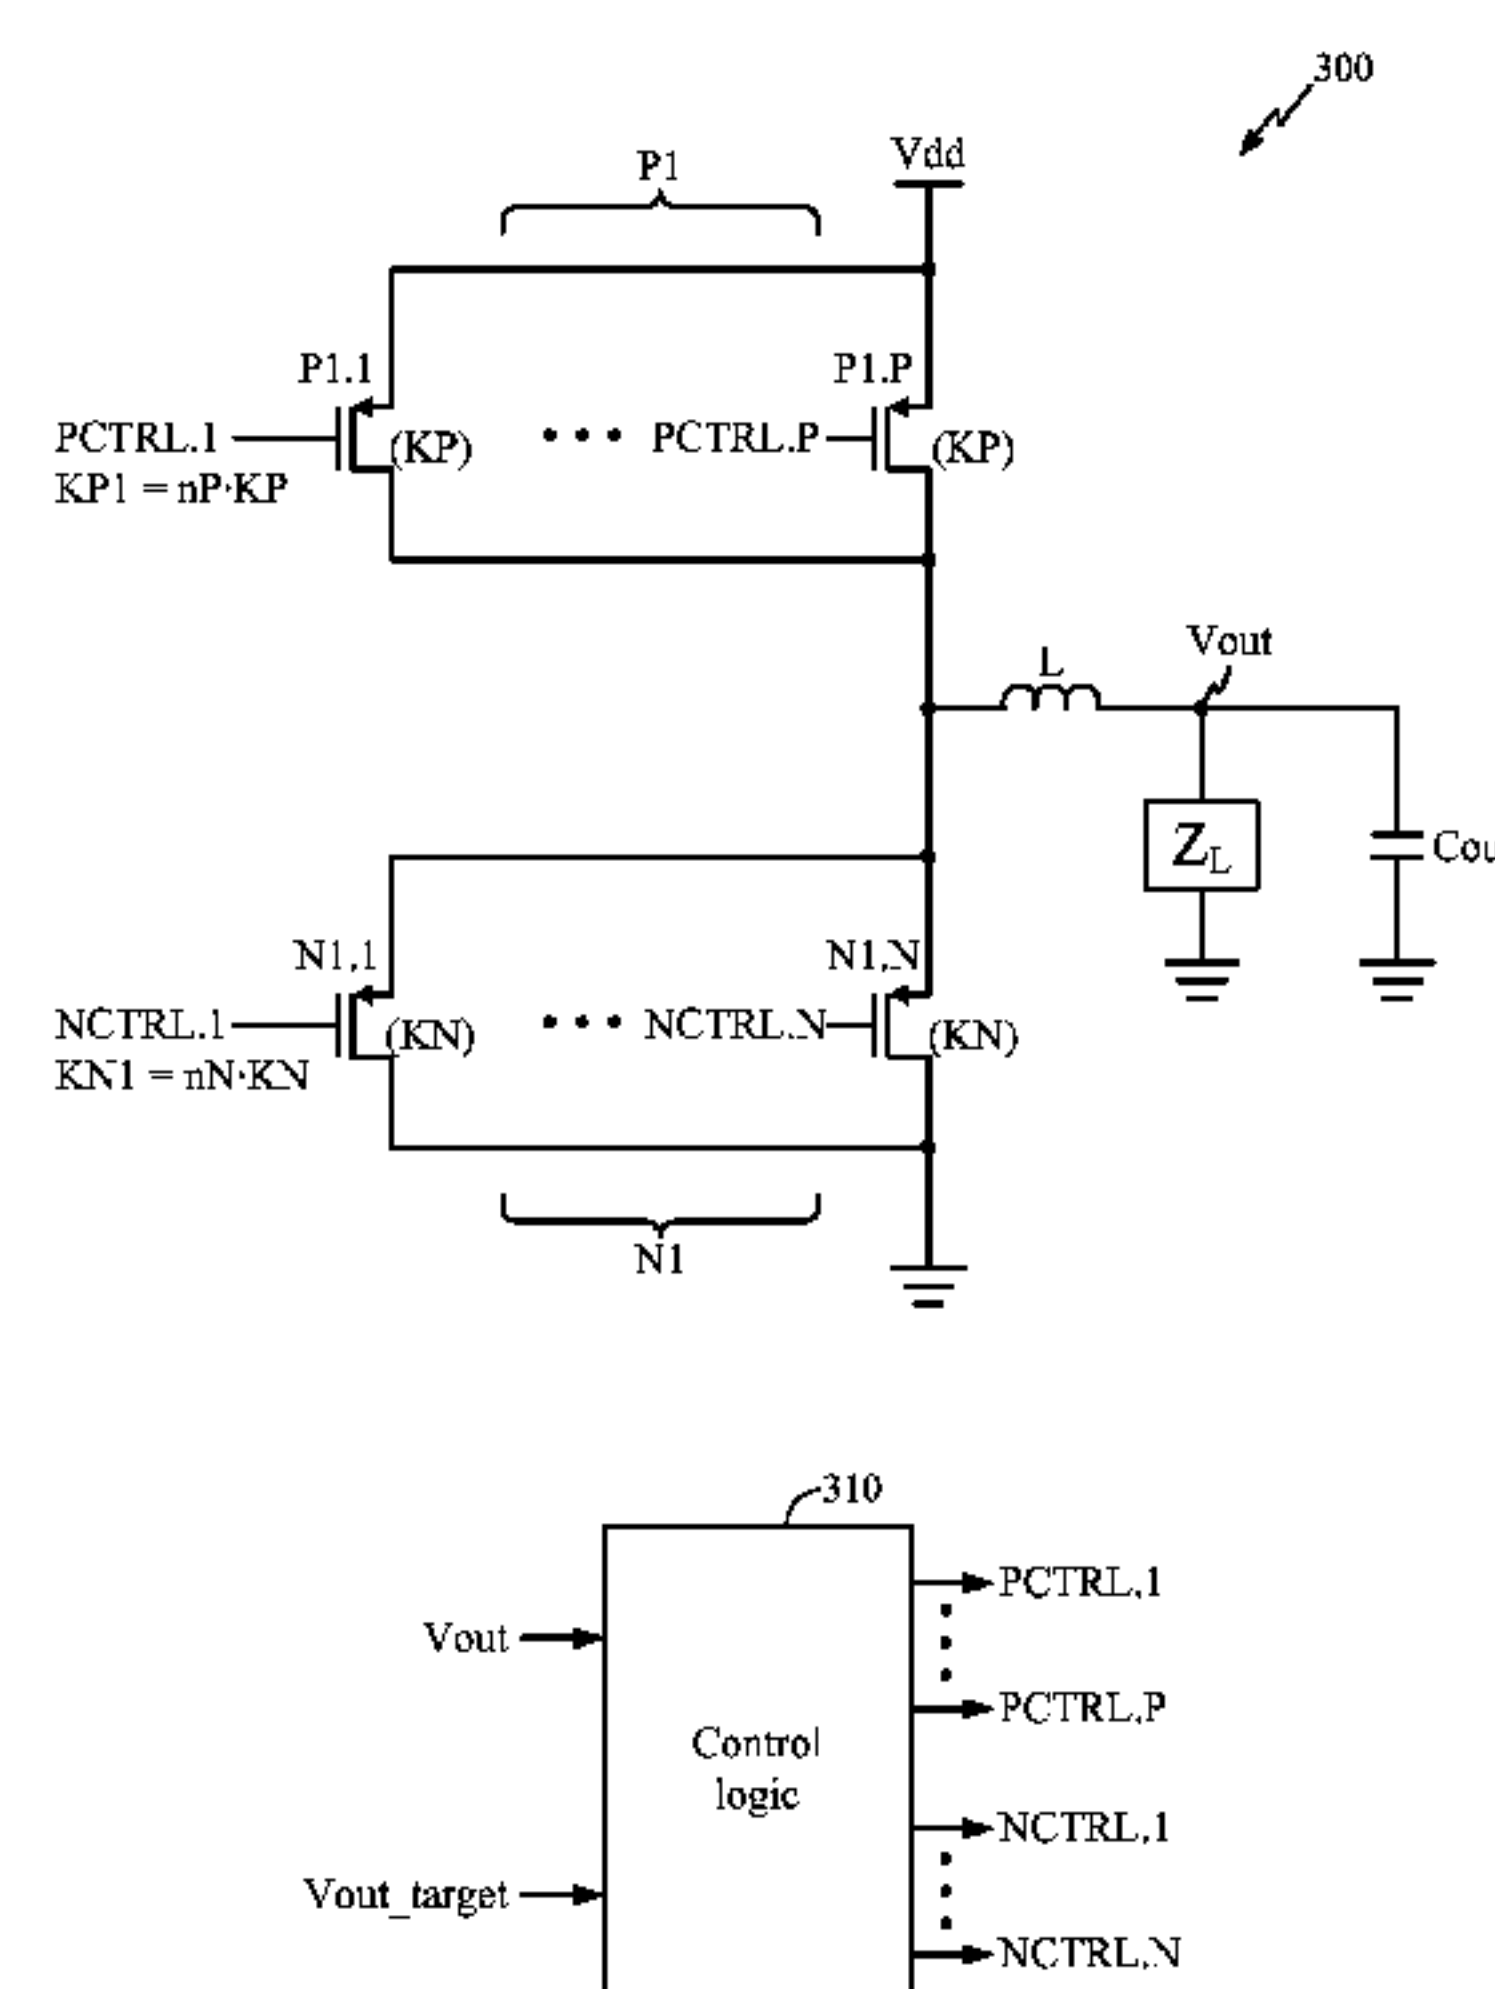 300
P1
Vdd
P1.1
P1.P
PCTRL.1
(KP)
PCTRL.P
(KP)
KP1 = nP·KP
Vout
L
ZL
Cou
N1,1
N1,N
NCTRL.1
(KN)
NCTRL.N
(KN)
KN1 = nN·KN
N1
310
PCTRL,1
Vout
PCTRL,P
Control
logic
NCTRL,1
Vout_target
NCTRL,N